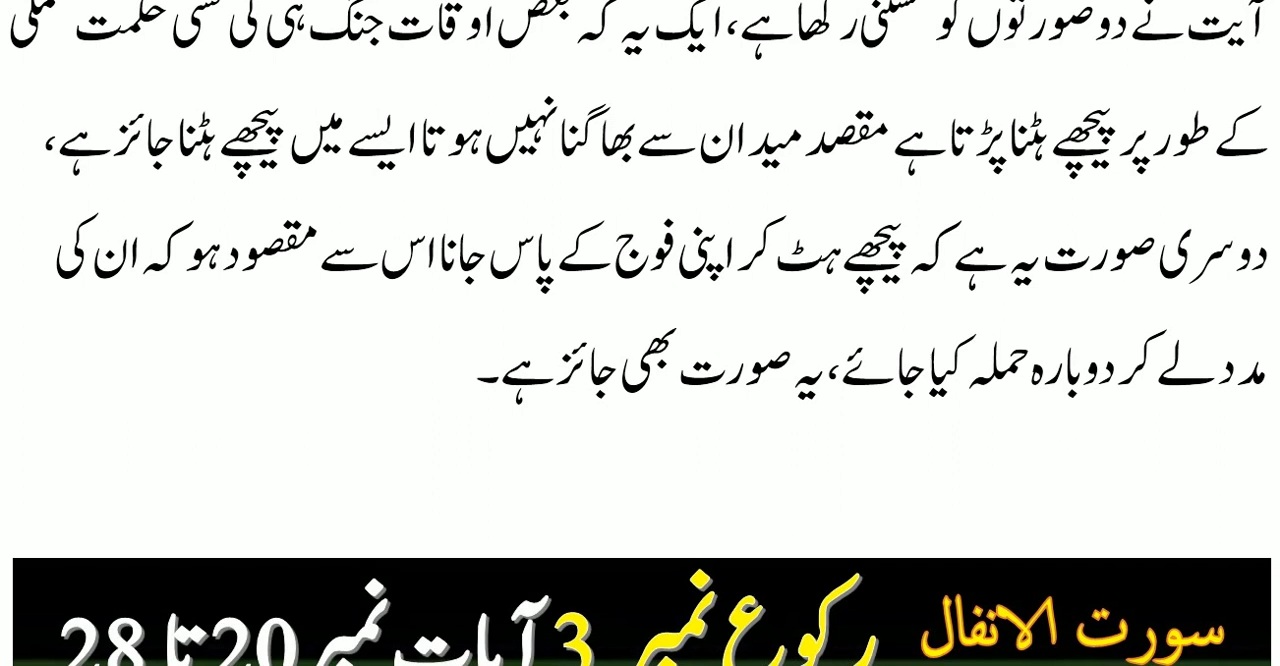 آیت نے دو صورتوں کو مستثنیٰ رکھا ہے، ایک یہ کہ بعض اوقات جنگ ہی کی کسی حکمت عملی
کے طور پر پیچھے ہٹنا پڑتا ہے مقصد میدان سے بھاگنا نہیں ہوتا ایسے میں پیچھے ہٹنا جائز ہے،
دوسری صورت یہ ہے کہ پیچھے ہٹ کر اپنی فوج کے پاس جانا اس سے مقصود ہو کہ ان کی
مدد لے کر دوبارہ حملہ کیا جائے، یہ صورت بھی جائز ہے۔
سورت الانفال رکوع نمبر 3 آیات نمبر 20 تا 28